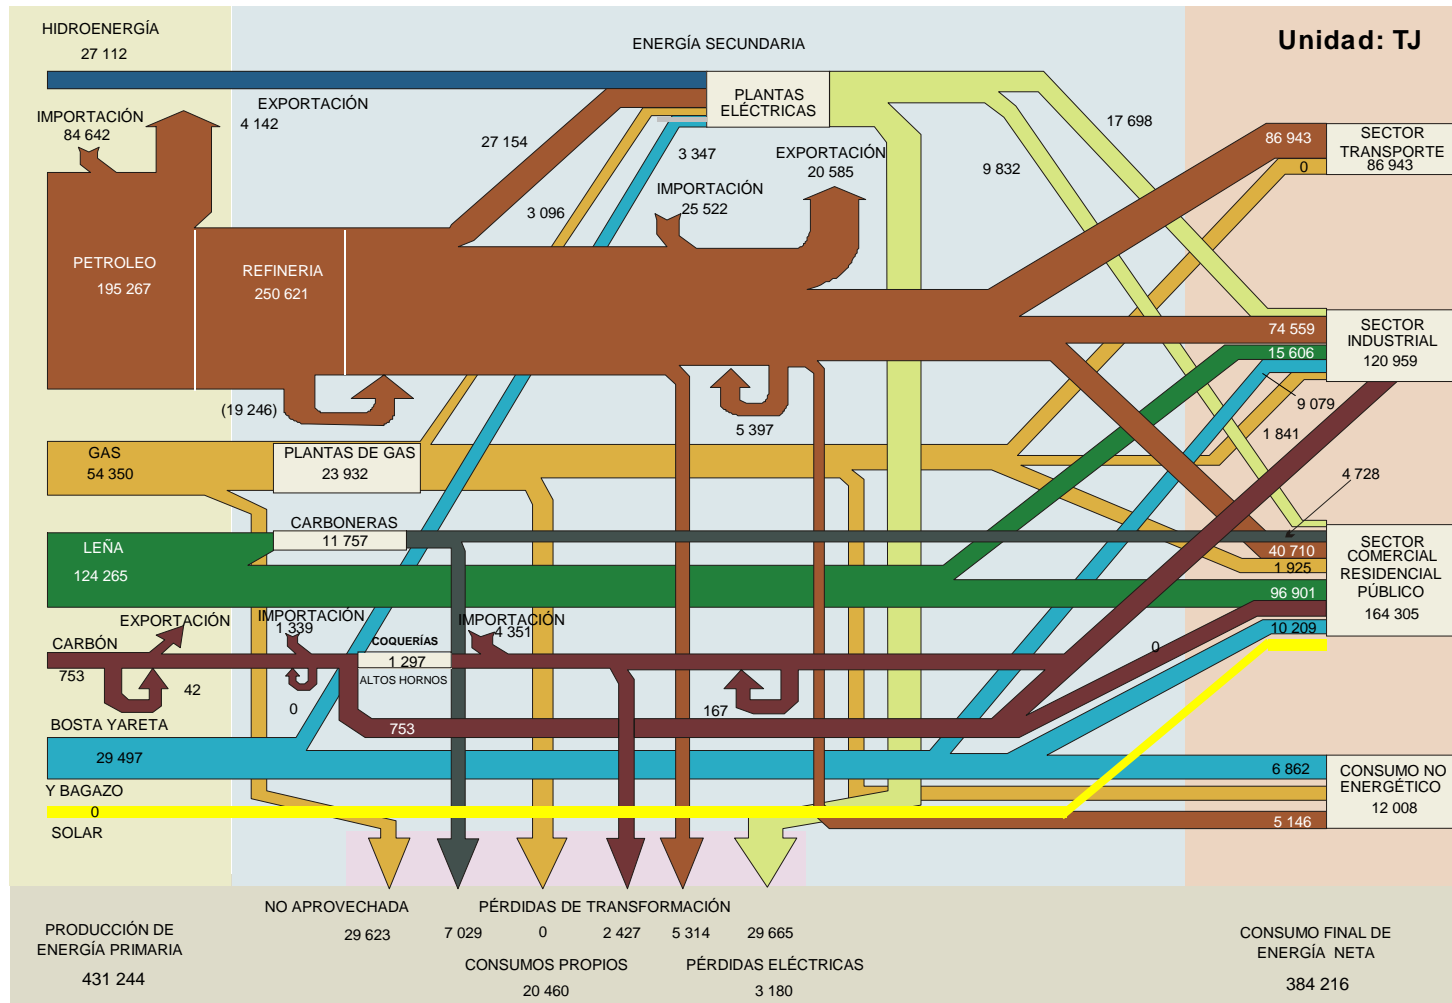 HIDROENERGÍA
27 112
ENERGÍA SECUNDARIA
Unidad: TJ
IMPORTACIÓN
84 642
EXPORTACIÓN
4 142
PLANTAS
ELÉCTRICAS
27 154
3 347
3 096
EXPORTACIÓN
20 585
IMPORTACIÓN
25 522
17 698
9 832
86 943
0
SECTOR
TRANSPORTE
86 943
PETROLEO
195 267
REFINERIA
250 621
74 559
15 606
SECTOR
INDUSTRIAL
120 959
9 079
1 841
(19 246)
5 397
GAS
54 350
PLANTAS DE GAS
23 932
4 728
CARBONERAS
11 757
LEÑA
124 265
40 710
1 925
96 901
10 209
SECTOR
COMERCIAL
RESIDENCIAL
PÚBLICO
164 305
EXPORTACIÓN
IMPORTACIÓN
1 339
IMPORTACIÓN
4 351
CARBÓN
753
42
0
COQUERÍAS
1 297
ALTOS HORNOS
167
0
753
BOSTA YARETA
29 497
Y BAGAZO
0
SOLAR
6 862
5 146
CONSUMO NO
ENERGÉTICO
12 008
NO APROVECHADA
29 623
7 029
PÉRDIDAS DE TRANSFORMACIÓN
0
2 427
5 314
29 665
CONSUMOS PROPIOS
20 460
PÉRDIDAS ELÉCTRICAS
3 180
PRODUCCIÓN DE
ENERGÍA PRIMARIA
431 244
CONSUMO FINAL DE
ENERGÍA NETA
384 216